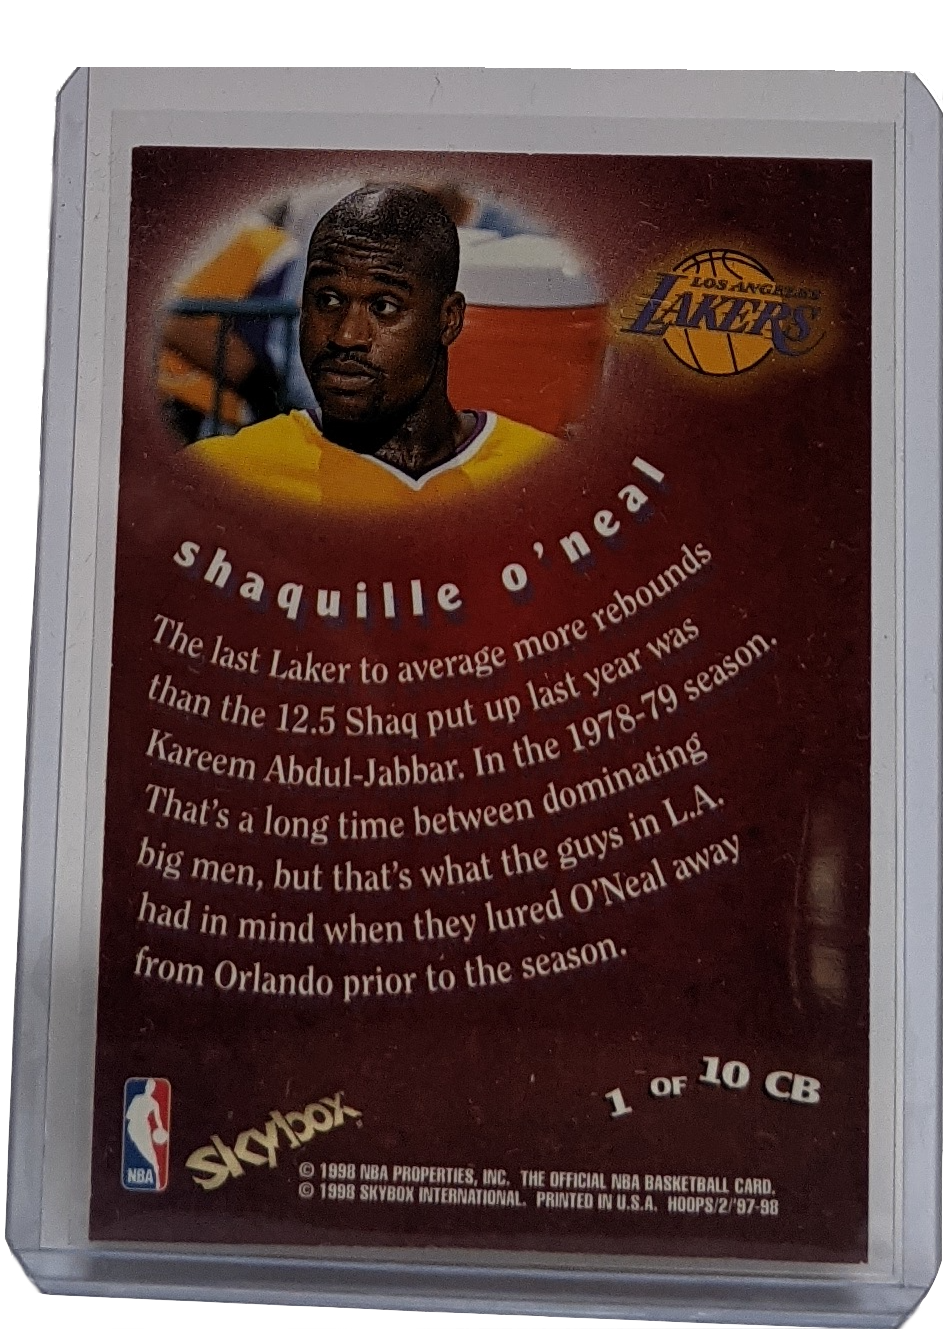 LOS ANGELES
LAKERS
shaquille o'neal
The last Laker to average more rebounds
than the 12.5 Shaq put up last year was
Kareem Abdul-Jabbar. In the 1978-79 season.
That's a long time between dominating
big men, but that's what the guys in L.A.
had in mind when they lured O'Neal away
from Orlando prior to the season.
1 OF 10 CB
NBA
skybox
© 1998 NBA PROPERTIES, INC. THE OFFICIAL NBA BASKETBALL CARD.
© 1998 SKYBOX INTERNATIONAL. PRINTED IN U.S.A. HOOPS/2/'97-98